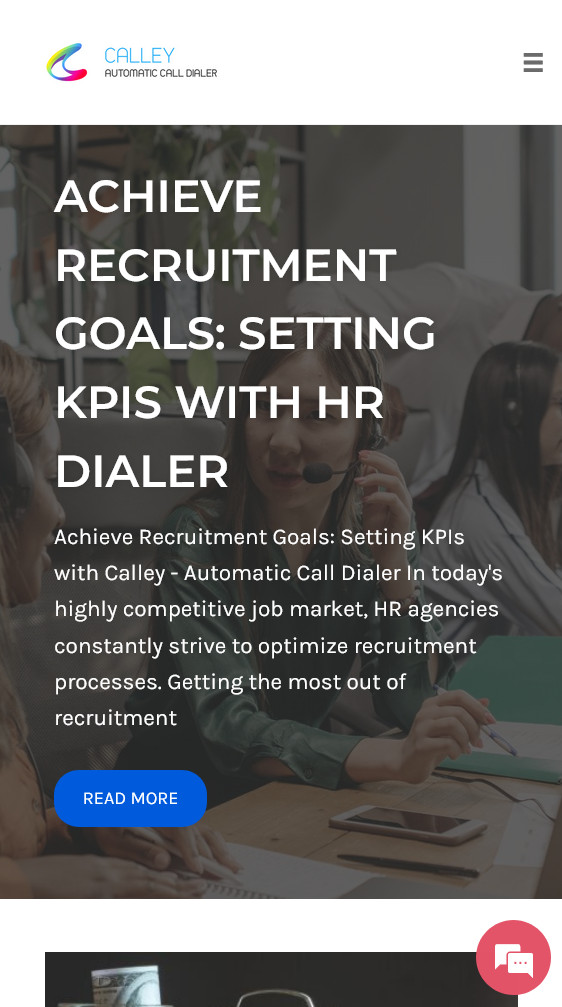 CALLEY
AUTOMATIC CALL DIALER
ACHIEVE
RECRUITMENT
GOALS: SETTING
KPIS WITH HR
DIALER
Achieve Recruitment Goals: Setting KPIs
with Calley - Automatic Call Dialer In today's
highly competitive job market, HR agencies
constantly strive to optimize recruitment
processes. Getting the most out of
recruitment
READ MORE